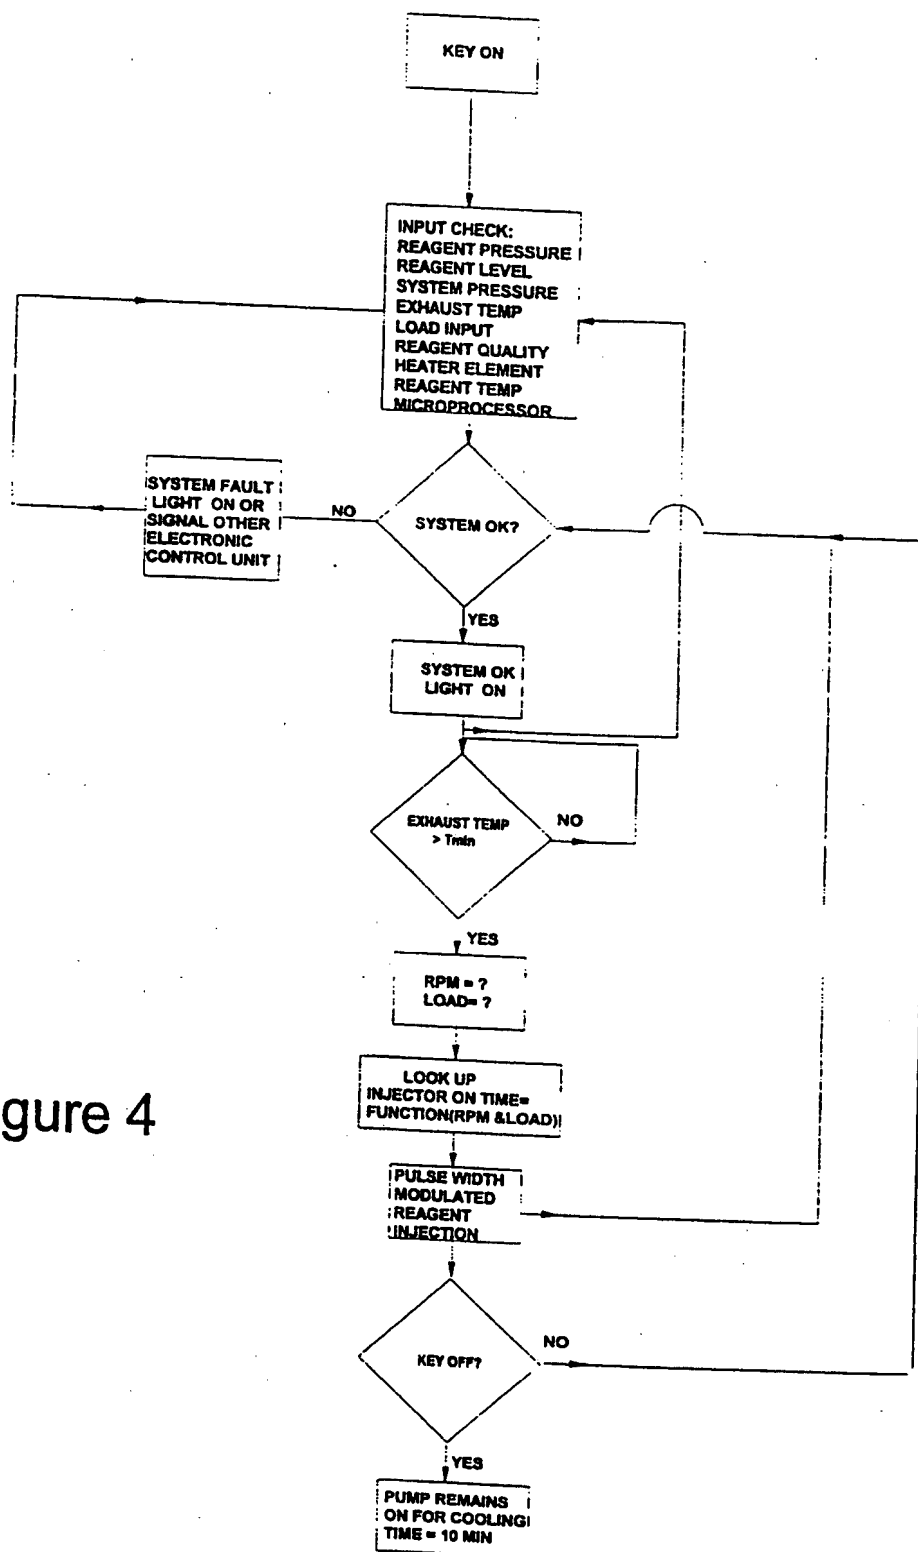 KEY ON
INPUT CHECK:
REAGENT PRESSURE
REAGENT LEVEL
SYSTEM PRESSURE
EXHAUST TEMP
LOAD INPUT
REAGENT QUALITY
HEATER ELEMENT
REAGENT TEMP
MICROPROCESSOR
SYSTEM FAULT
LIGHT ON OR
SIGNAL OTHER
ELECTRONIC
CONTROL UNIT
NO
SYSTEM OK?
YES
SYSTEM OK
LIGHT ON
EXHAUST TEMP
> Tmin
NO
YES
RPM = ?
LOAD= ?
LOOK UP
INJECTOR ON TIME=
FUNCTION(RPM &LOAD)
gure 4
PULSE WIDTH
MODULATED
REAGENT
INJECTION
KEY OFF?
NO
YES
PUMP REMAINS
ON FOR COOLING
TIME = 10 MIN